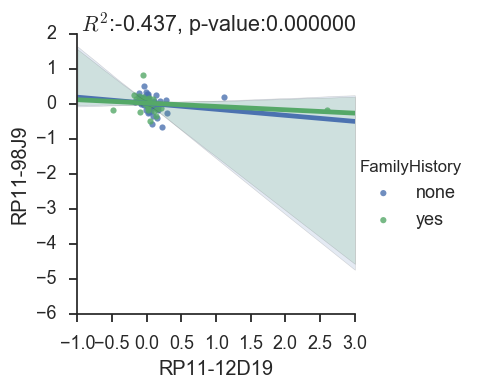 R²:-0.437, p-value:0.000000
2
1
0
−1
−2
−3
−4
−5
−6
RP11-98J9
−1.0 −0.5 0.0 0.5 1.0 1.5 2.0 2.5 3.0
RP11-12D19
FamilyHistory
none
yes